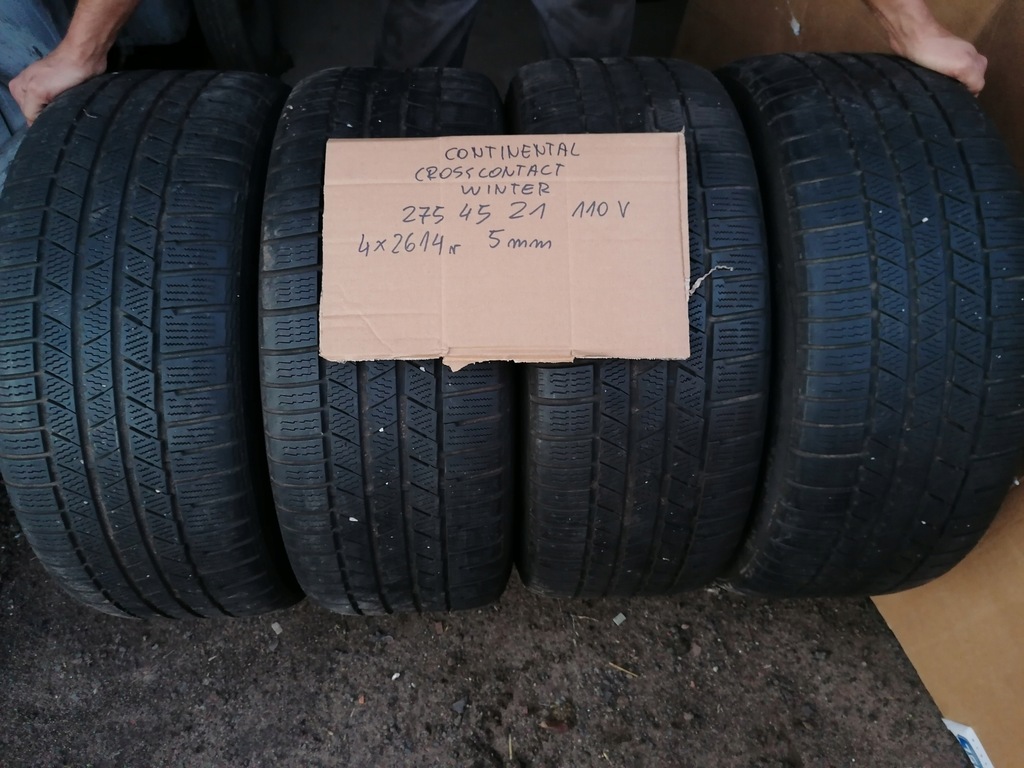 CONTINENTAL
CROSSCONTACT
WINTER
275 45 21 110 V
4x2614r 5mm